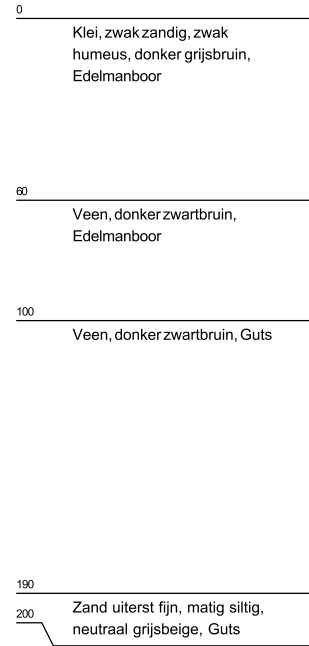 0
Klei, zwak zandig, zwak
humeus, donker grijsbruin,
Edelmanboor
60
Veen, donker zwartbruin,
Edelmanboor
100
Veen, donker zwartbruin, Guts
190
Zand uiterst fijn, matig siltig,
200
neutraal grijsbeige, Guts